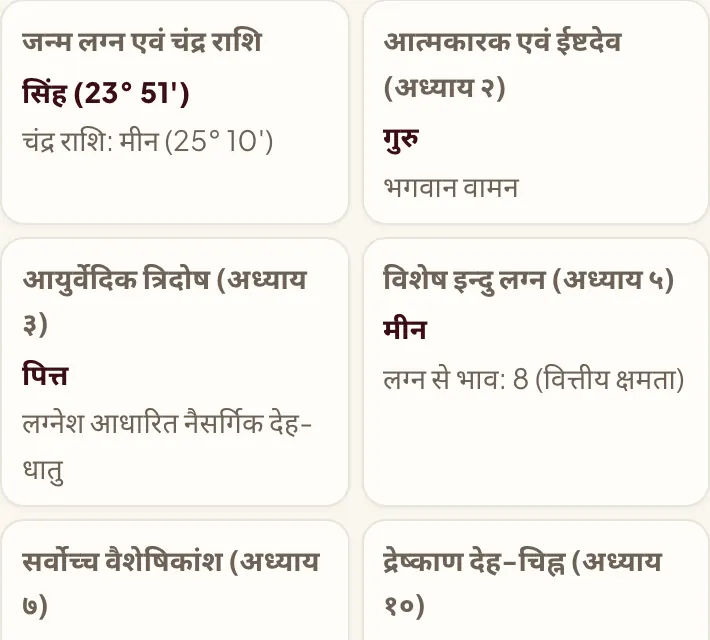 जन्म लग्न एवं चंद्र राशि
सिंह (23° 51')
चंद्र राशि: मीन (25° 10')
आत्मकारक एवं ईष्टदेव
(अध्याय २)
गुरु
भगवान वामन
आयुर्वेदिक त्रिदोष (अध्याय
३)
पित्त
लग्नेश आधारित नैसर्गिक देह-
धातु
विशेष इन्दु लग्न (अध्याय ५)
मीन
लग्न से भाव: 8 (वित्तीय क्षमता)
सर्वोच्च वैशेषिकांश (अध्याय
७)
द्रेष्काण देह-चिह्न (अध्याय
१०)